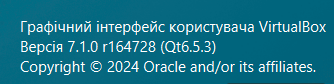 Графічний інтерфейс користувача VirtualBox
Версія 7.1.0 r164728 (Qt6.5.3)
Copyright © 2024 Oracle and/or its affiliates.